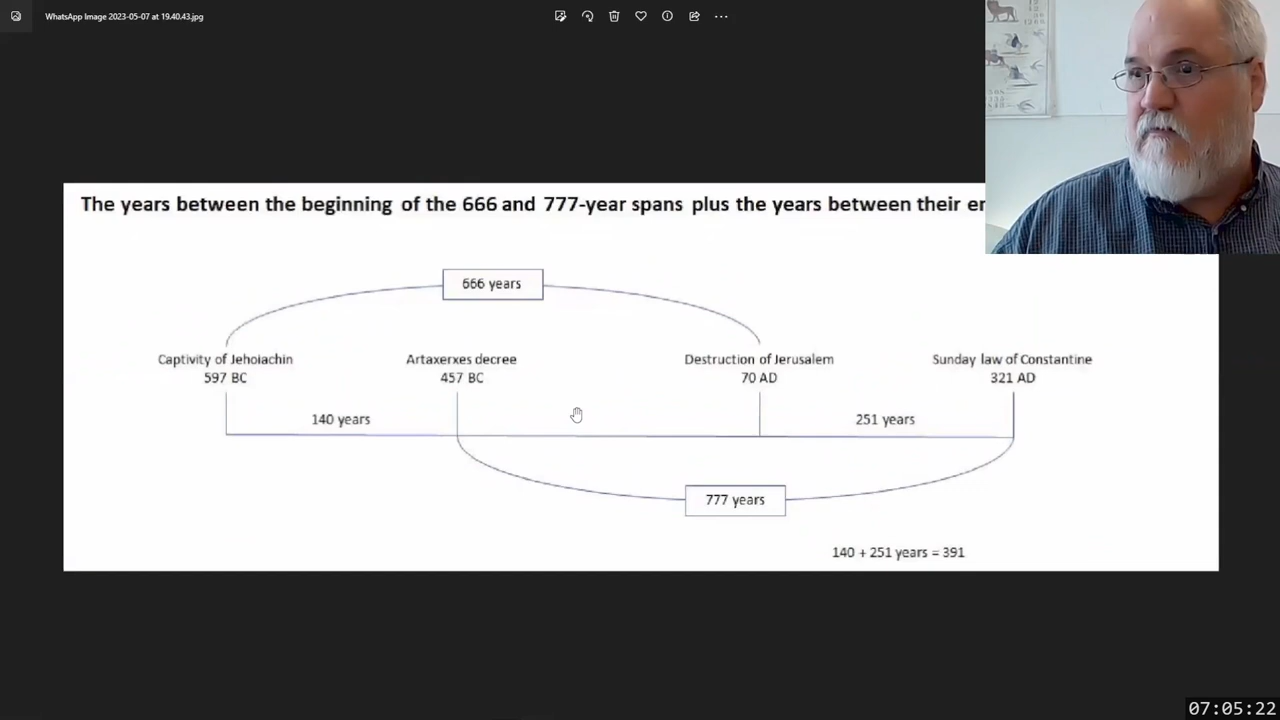 WhatsApp Image 2023-05-07 at 19.40.43.jpg
The years between the beginning of the 666 and 777-year spans plus the years between their
666 years
Captivity of Jehoiachin
597 BC
Artaxerxes decree
457 BC
Destruction of Jerusalem
70 AD
Sunday law of Constantine
321 AD
140 years
251 years
777 years
140 + 251 years = 391
07:05:22